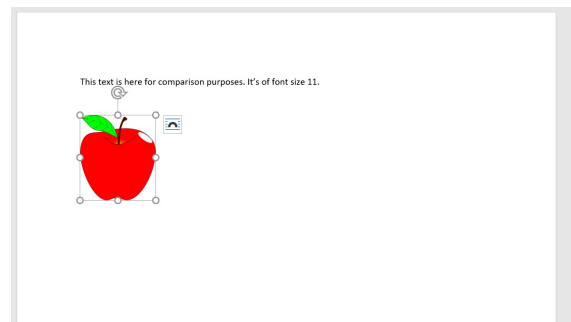 This text is here for comparison purposes. It’s of font size 11.